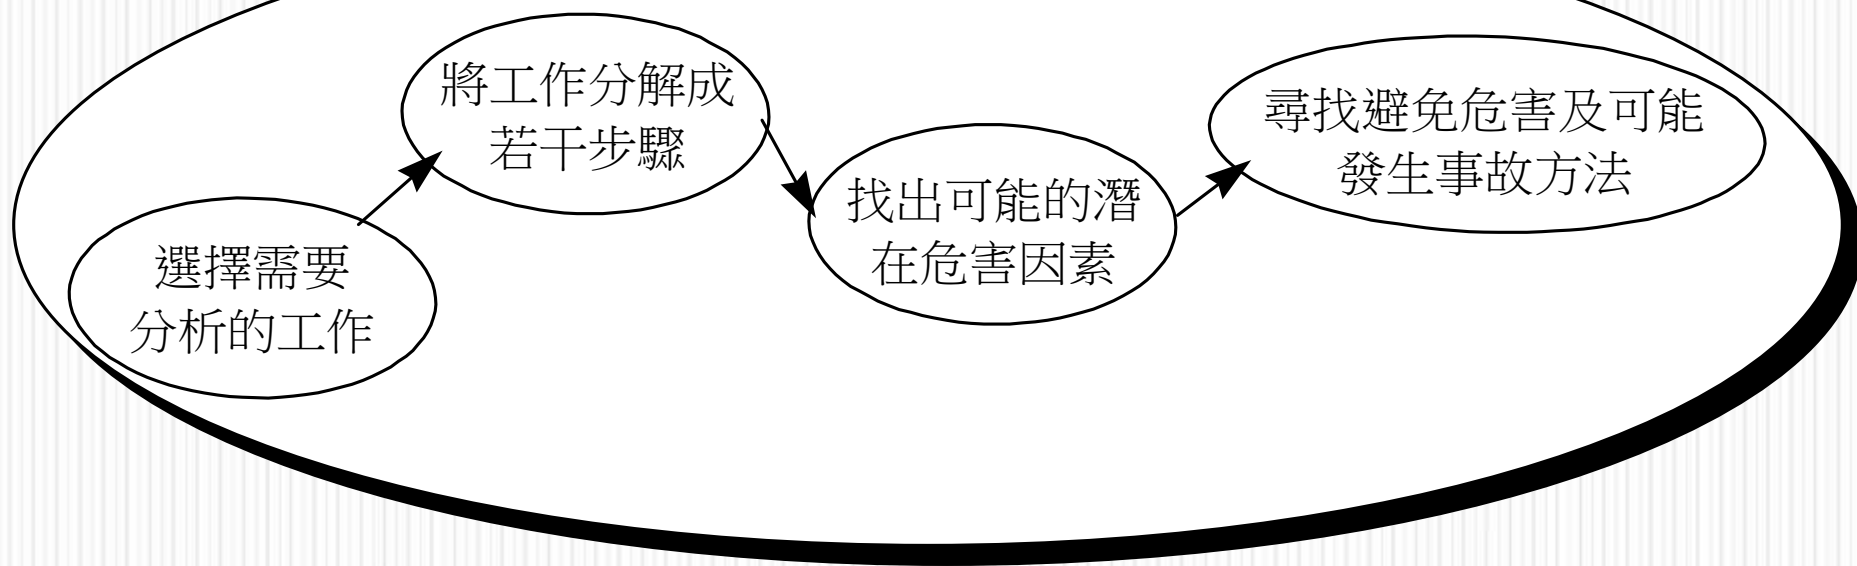 選擇需要
分析的工作
將工作分解成
若干步驟
找出可能的潛
在危害因素
尋找避免危害及可能
發生事故方法